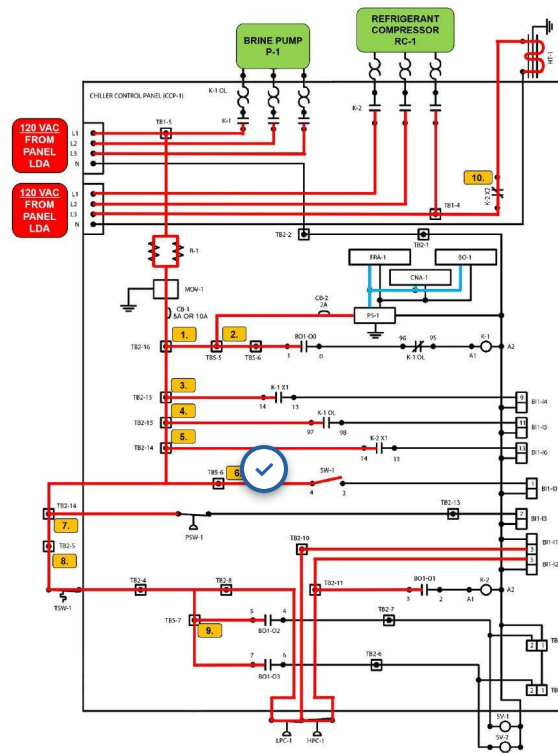 REFRIGERANT
COMPRESSOR
RC-1
BRINE PUMP
P-1
HT-1
CHILLER CONTROL PANEL (CCP-1)
K-1 OL
TB1-5
K-1
K-2
120 VAC
FROM
PANEL
LDA
L1
L2
L3
N
120 VAC
FROM
PANEL
LDA
L1
L2
L3
N
10.
K-2 X2
TB1-4
TB2-2
TB2-1
R-1
FRA-1
BO-1
CNA-1
MOV-1
CB-1
5A OR 10A
CB-2
2A
PS-1
1.
2.
BO1-O0
96
95
K-1
TB2-16
TB5-5
TB5-6
1
0
K-1 OL
A1
A2
3.
TB2-15
K-1 X1
14
13
9
BI1-I4
4.
TB2-15
K-1 OL
97
98
11
BI1-I5
5.
TB2-14
K-2 X1
14
13
13
BI1-I6
TB5-6
6.
SW-1
4
3
1
BI1-I0
TB2-14
7.
PSW-1
TB2-13
7
BI1-I3
TB2-10
BI1-I1
3
5
BI1-I2
TB2-5
8.
TSW-1
TB2-4
TB2-8
TB2-11
BO1-O1
3
2
K-2
A1
A2
TB5-7
9.
5
4
BO1-O2
TB2-7
7
6
BO1-O3
TB2-6
2
1
TB
2
1
TB
LPC-1
HPC-1
SV-1
SV-2